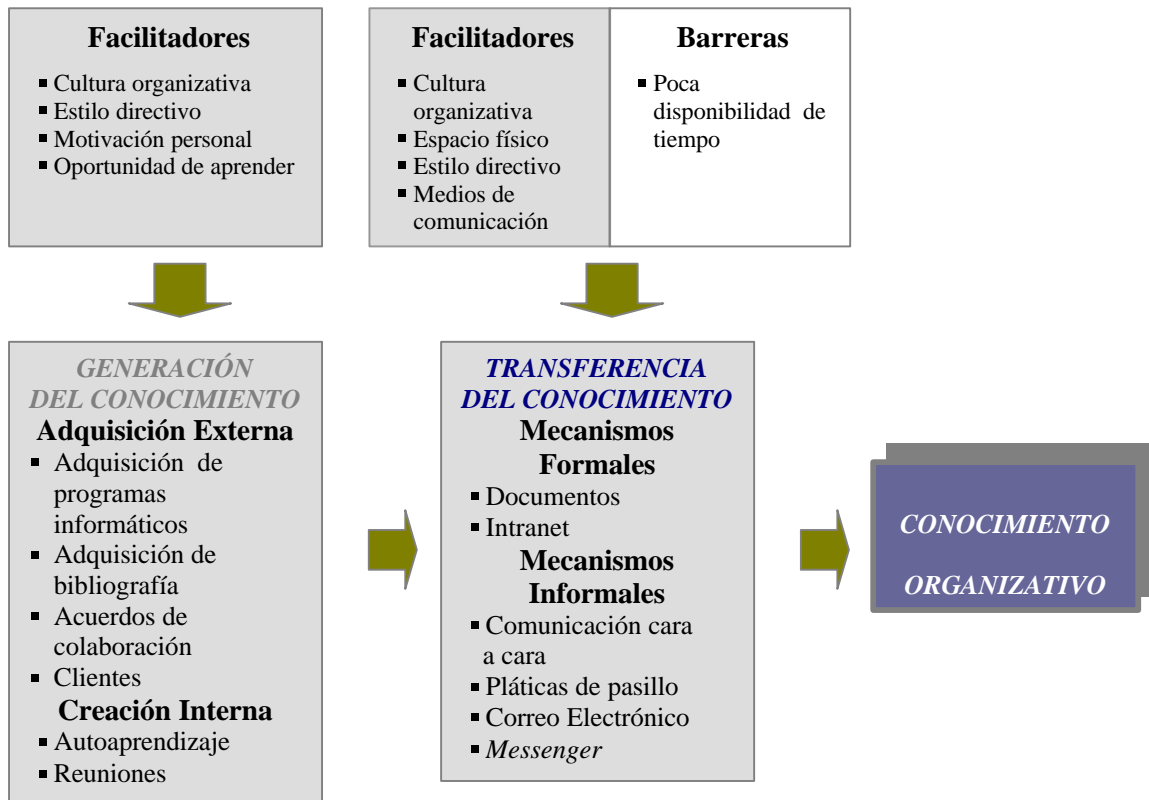 Facilitadores
▪ Cultura organizativa
▪ Estilo directivo
▪ Motivación personal
▪ Oportunidad de aprender
Facilitadores
▪ Cultura
organizativa
▪ Espacio físico
▪ Estilo directivo
▪ Medios de
comunicación
Barreras
▪ Poca
disponibilidad de
tiempo
GENERACIÓN
DEL CONOCIMIENTO
Adquisición Externa
▪ Adquisición de
programas
informáticos
▪ Adquisición de
bibliografía
▪ Acuerdos de
colaboración
▪ Clientes
Creación Interna
▪ Autoaprendizaje
▪ Reuniones
TRANSFERENCIA
DEL CONOCIMIENTO
Mecanismos
Formales
▪ Documentos
▪ Intranet
Mecanismos
Informales
▪ Comunicación cara
a cara
▪ Pláticas de pasillo
▪ Correo Electrónico
▪ Messenger
CONOCIMIENTO
ORGANIZATIVO